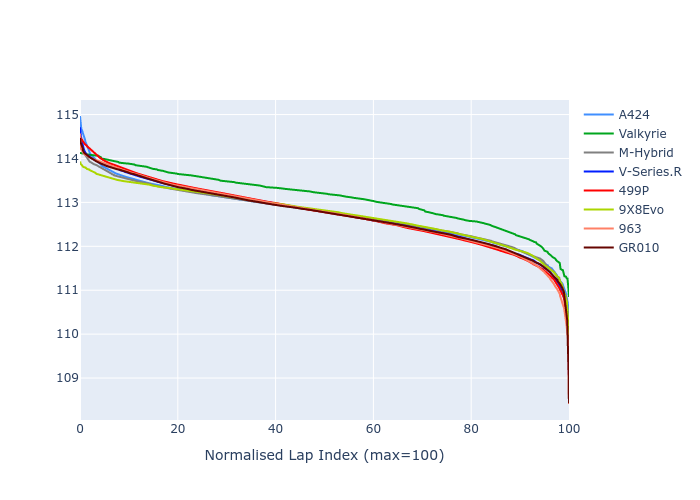 115
114
113
112
111
110
109
0
20
40
60
80
100
Normalised Lap Index (max=100)
A424
Valkyrie
M-Hybrid
V-Series.R
499P
9X8Evo
963
GR010